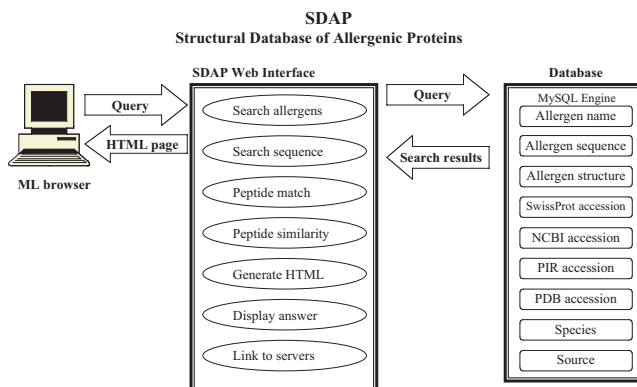 SDAP
Structural Database of Allergenic Proteins
SDAP Web Interface
Database
Query
HTML page
ML browser
Search allergens
Search sequence
Peptide match
Peptide similarity
Generate HTML
Display answer
Link to servers
Query
Search results
MySQL Engine
Allergen name
Allergen sequence
Allergen structure
SwissProt accession
NCBI accession
PIR accession
PDB accession
Species
Source